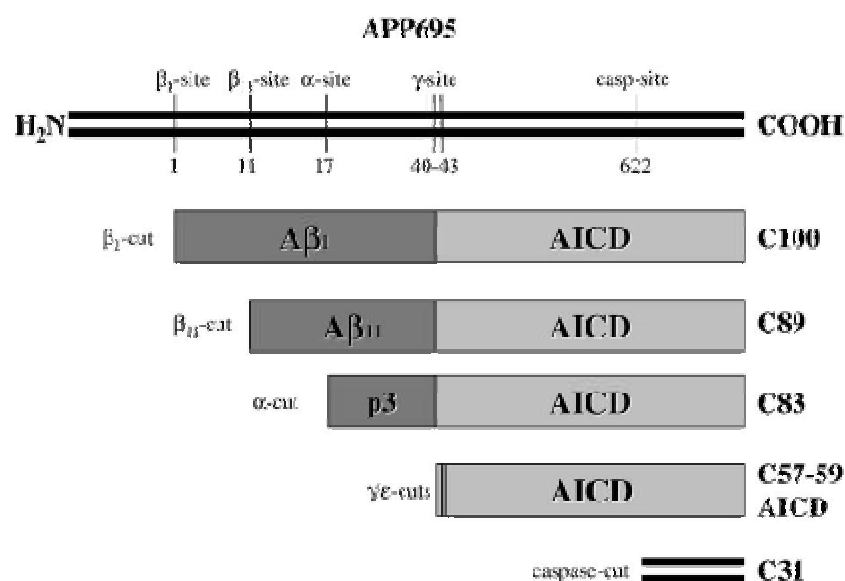 APP695
β₁-site β₁₁-site α-site γ-site casp-site
H₂N COOH
1 11 17 40-43 622
β₁-cut Aβ₁ AICD C100
β₁₁-cut Aβ₁₁ AICD C89
α-cut p3 AICD C83
γε-cuts AICD C57-59
AICD
caspase-cut C31